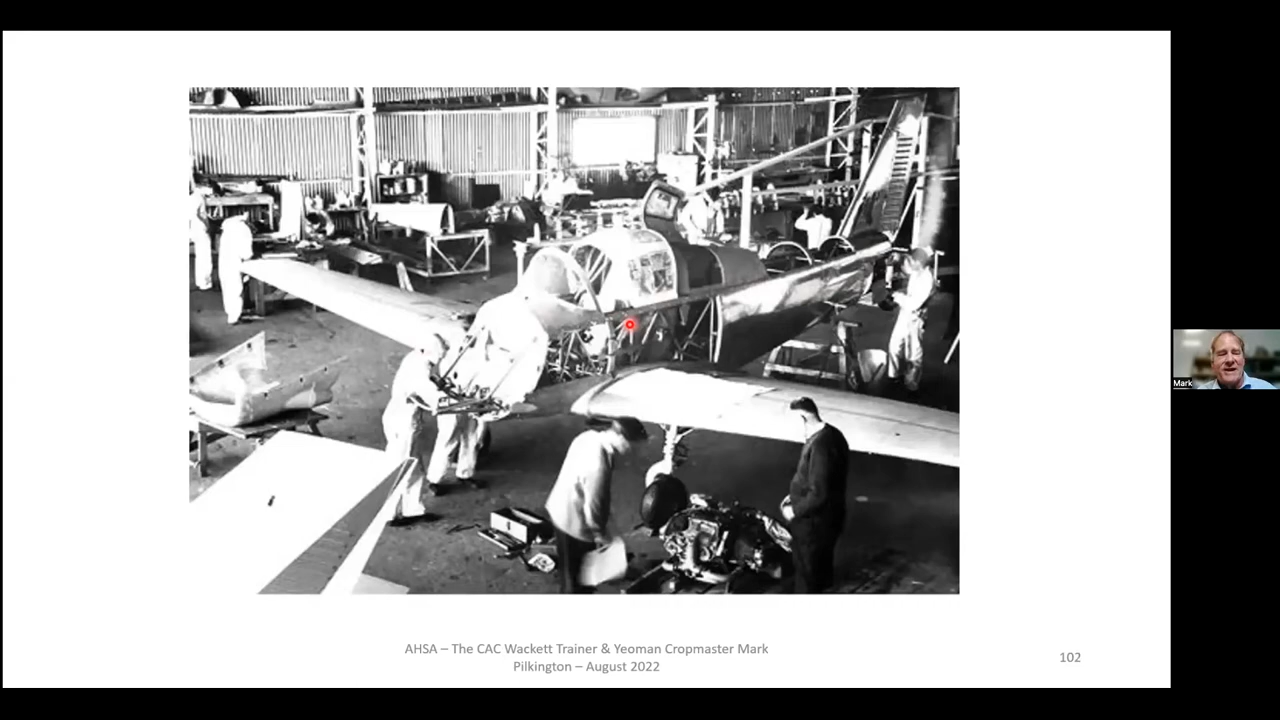 AHSA – The CAC Wackett Trainer & Yeoman Cropmaster Mark
Pilkington – August 2022
102
Mark